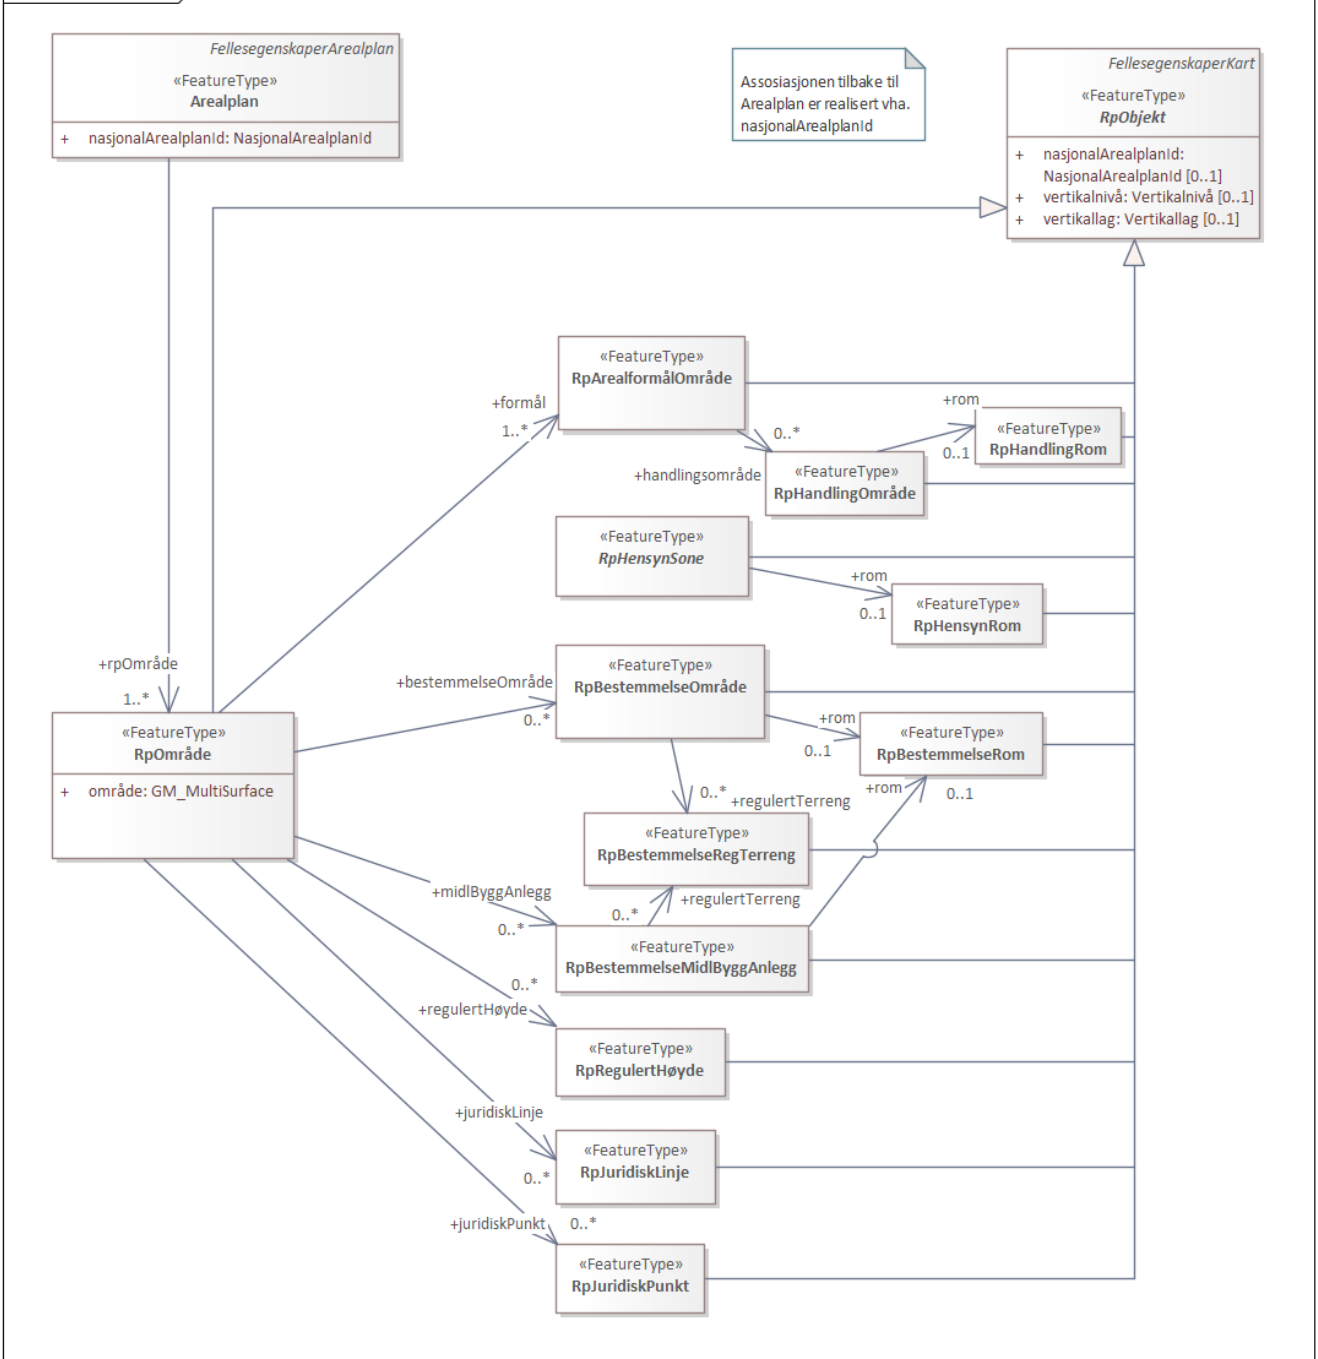 FellesegenskaperArealplan
«FeatureType»
Arealplan
+ nasjonalArealplanId: NasjonalArealplanId
Assosiasjonen tilbake til
Arealplan er realisert vha.
nasjonalArealplanId
FellesegenskaperKart
«FeatureType»
RpObjekt
+ nasjonalArealplanId:
NasjonalArealplanId [0..1]
+ vertikalnivå: Vertikalnivå [0..1]
+ vertikallag: Vertikallag [0..1]
«FeatureType»
RpArealformålOmråde
+formål
1..*
0..*
+handlingsområde
«FeatureType»
RpHandlingOmråde
+rom
0..1
«FeatureType»
RpHandlingRom
«FeatureType»
RpHensynSone
+rom
0..1
«FeatureType»
RpHensynRom
+rpOmråde
1..*
«FeatureType»
RpOmråde
+ område: GM_MultiSurface
+bestemmelseOmråde
0..*
«FeatureType»
RpBestemmelseOmråde
+rom
0..1
«FeatureType»
RpBestemmelseRom
+rom
0..1
0..*
+regulertTerreng
«FeatureType»
RpBestemmelseRegTerreng
+regulertTerreng
0..*
+midlByggAnlegg
0..*
«FeatureType»
RpBestemmelseMidlByggAnlegg
0..*
+regulertHøyde
«FeatureType»
RpRegulertHøyde
+juridiskLinje
0..*
«FeatureType»
RpJuridiskLinje
+juridiskPunkt
0..*
«FeatureType»
RpJuridiskPunkt